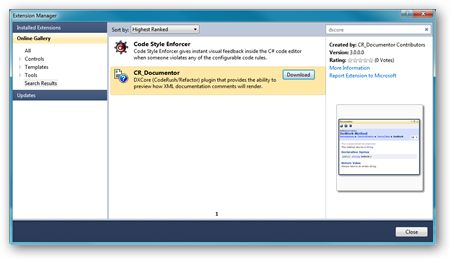 Extension Manager
Installed Extensions
Online Gallery
All
Controls
Templates
Tools
Search Results
Updates
Sort by: Highest Ranked
Code Style Enforcer
Code Style Enforcer gives instant visual feedback inside the C# code editor
when someone violates any of the configurable code rules.
CR_Documentor
DXCore (CodeRush/Refactor) plugin that provides the ability to
preview how XML documentation comments will render.
Download
1
dxcore
Created by: CR_Documentor Contributors
Version: 3.0.0.0
Rating: (0 Votes)
More Information
Report Extension to Microsoft
Close